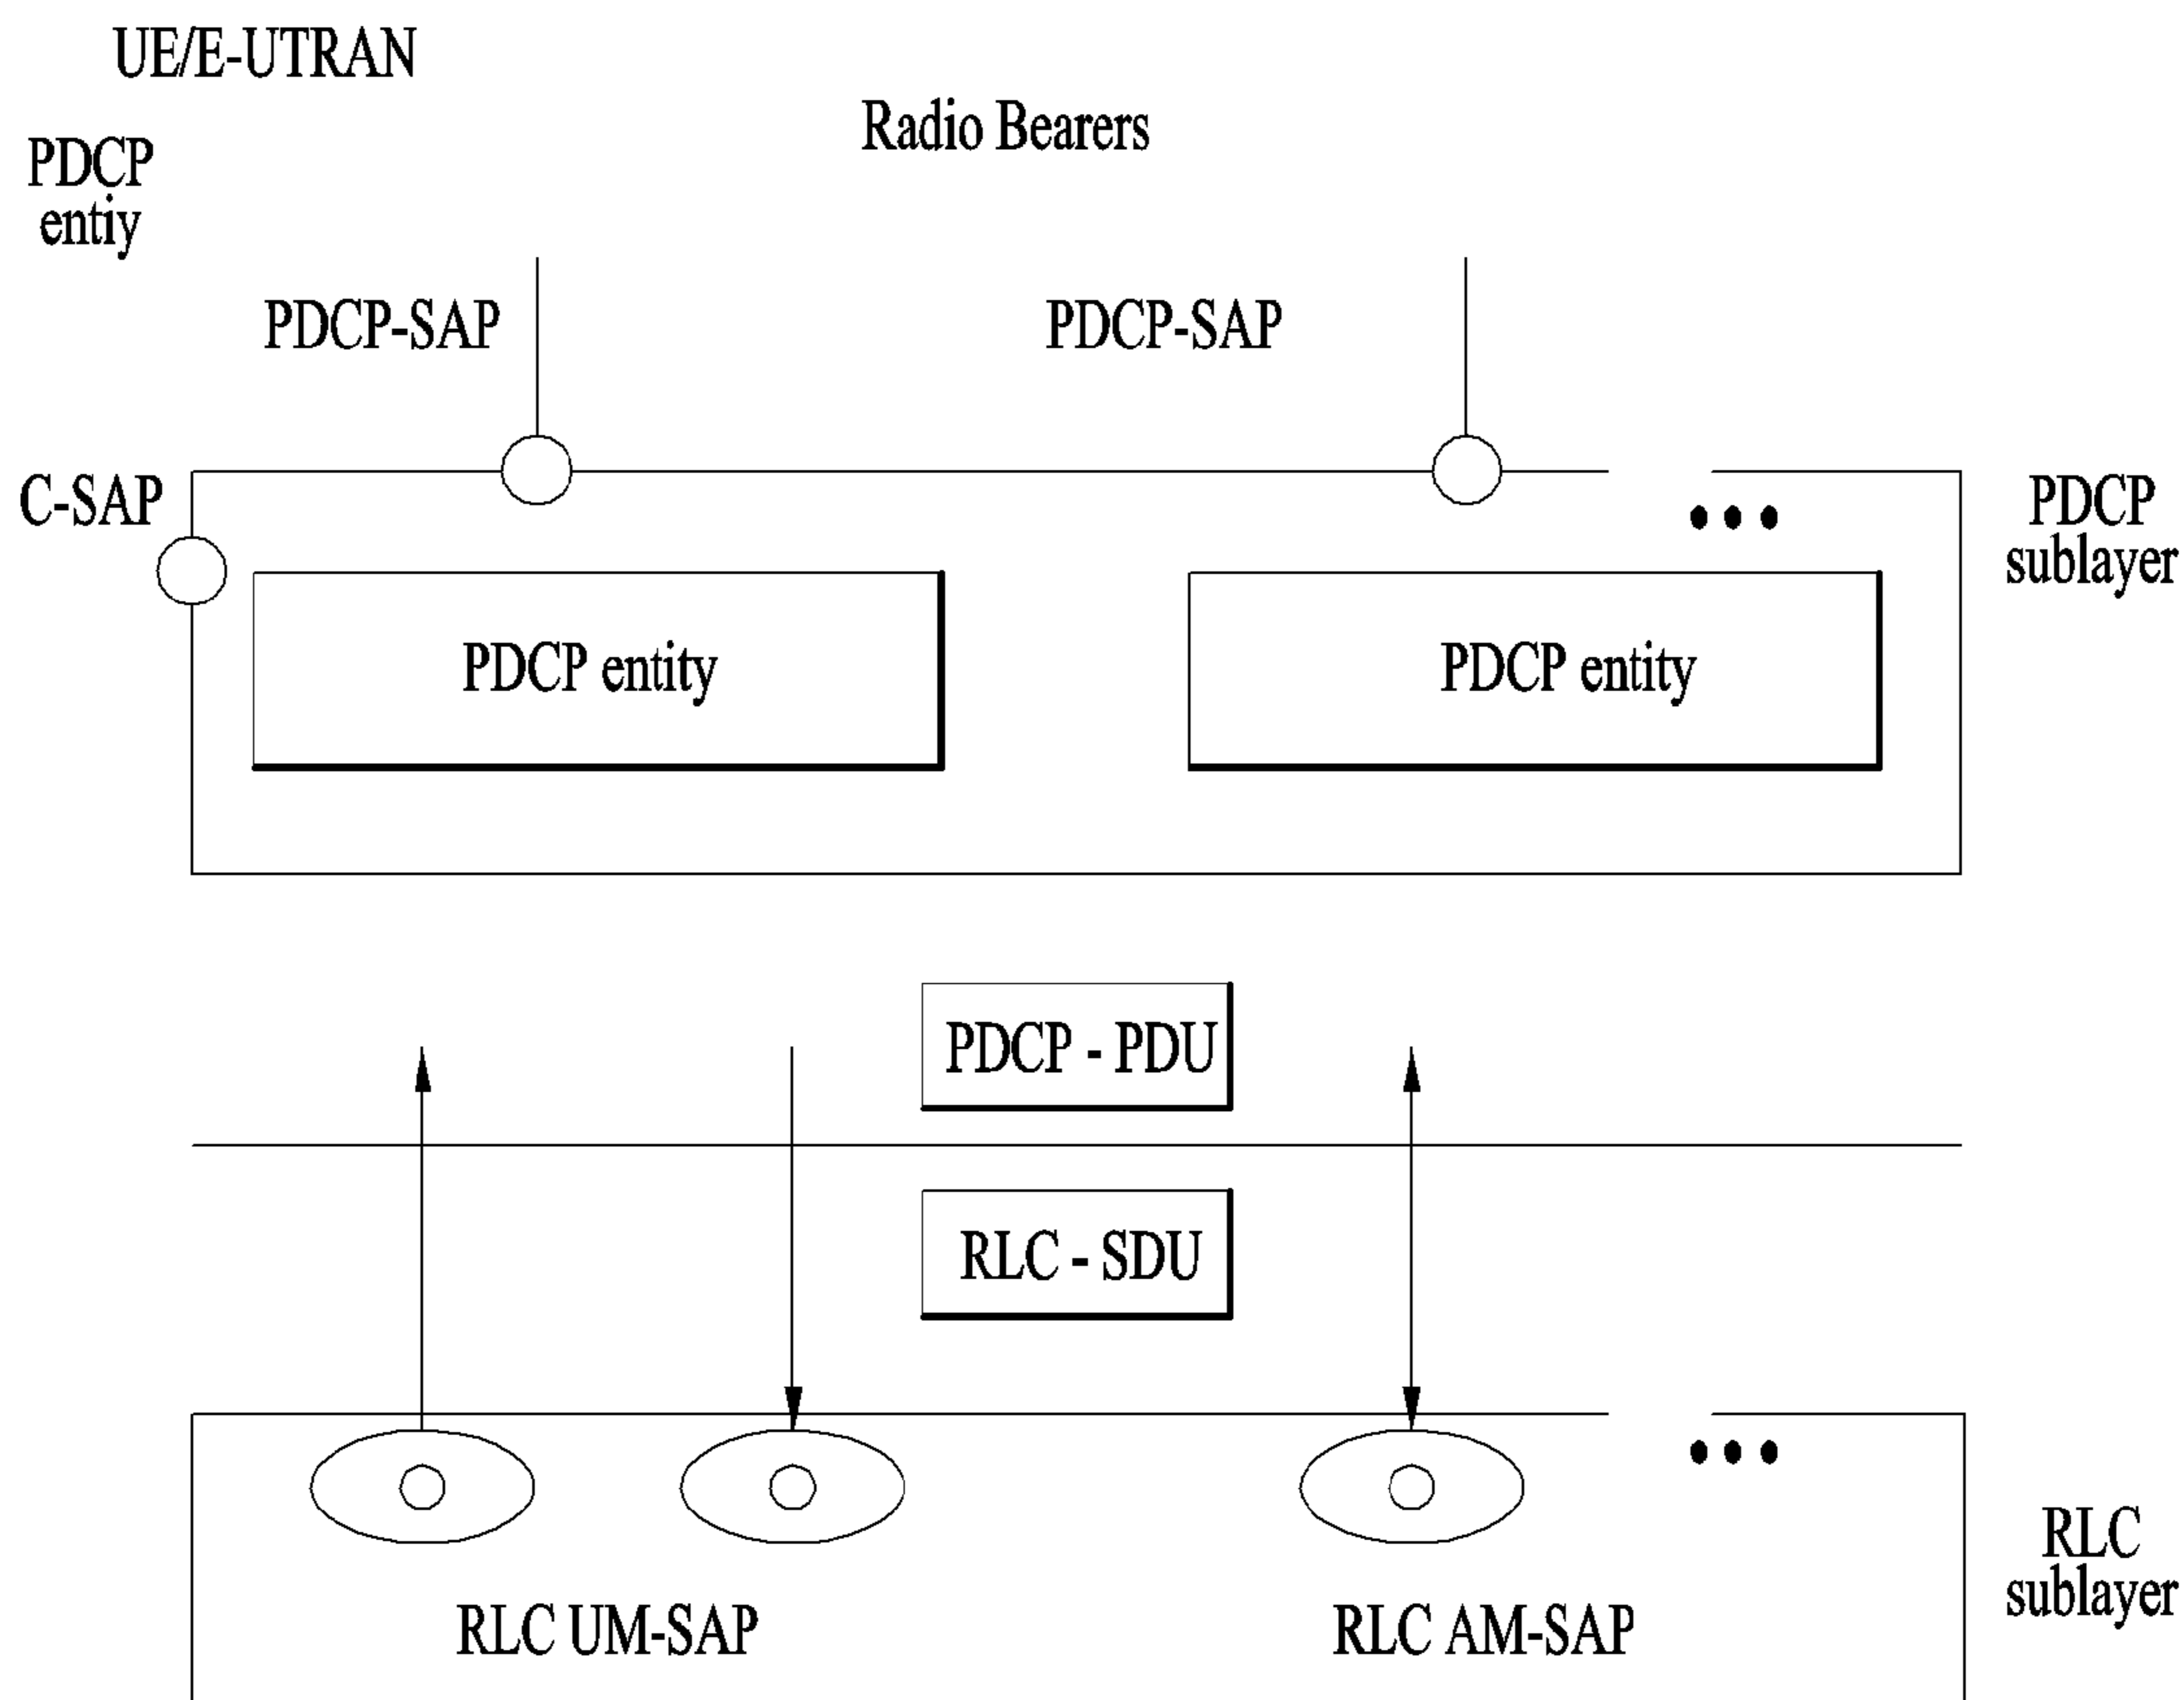 UE/E-UTRAN
Radio Bearers
PDCP
entiy
PDCP-SAP
PDCP-SAP
C-SAP
PDCP
sublayer
PDCP entity
PDCP entity
PDCP - PDU
RLC - SDU
RLC
sublayer
RLC UM-SAP
RLC AM-SAP